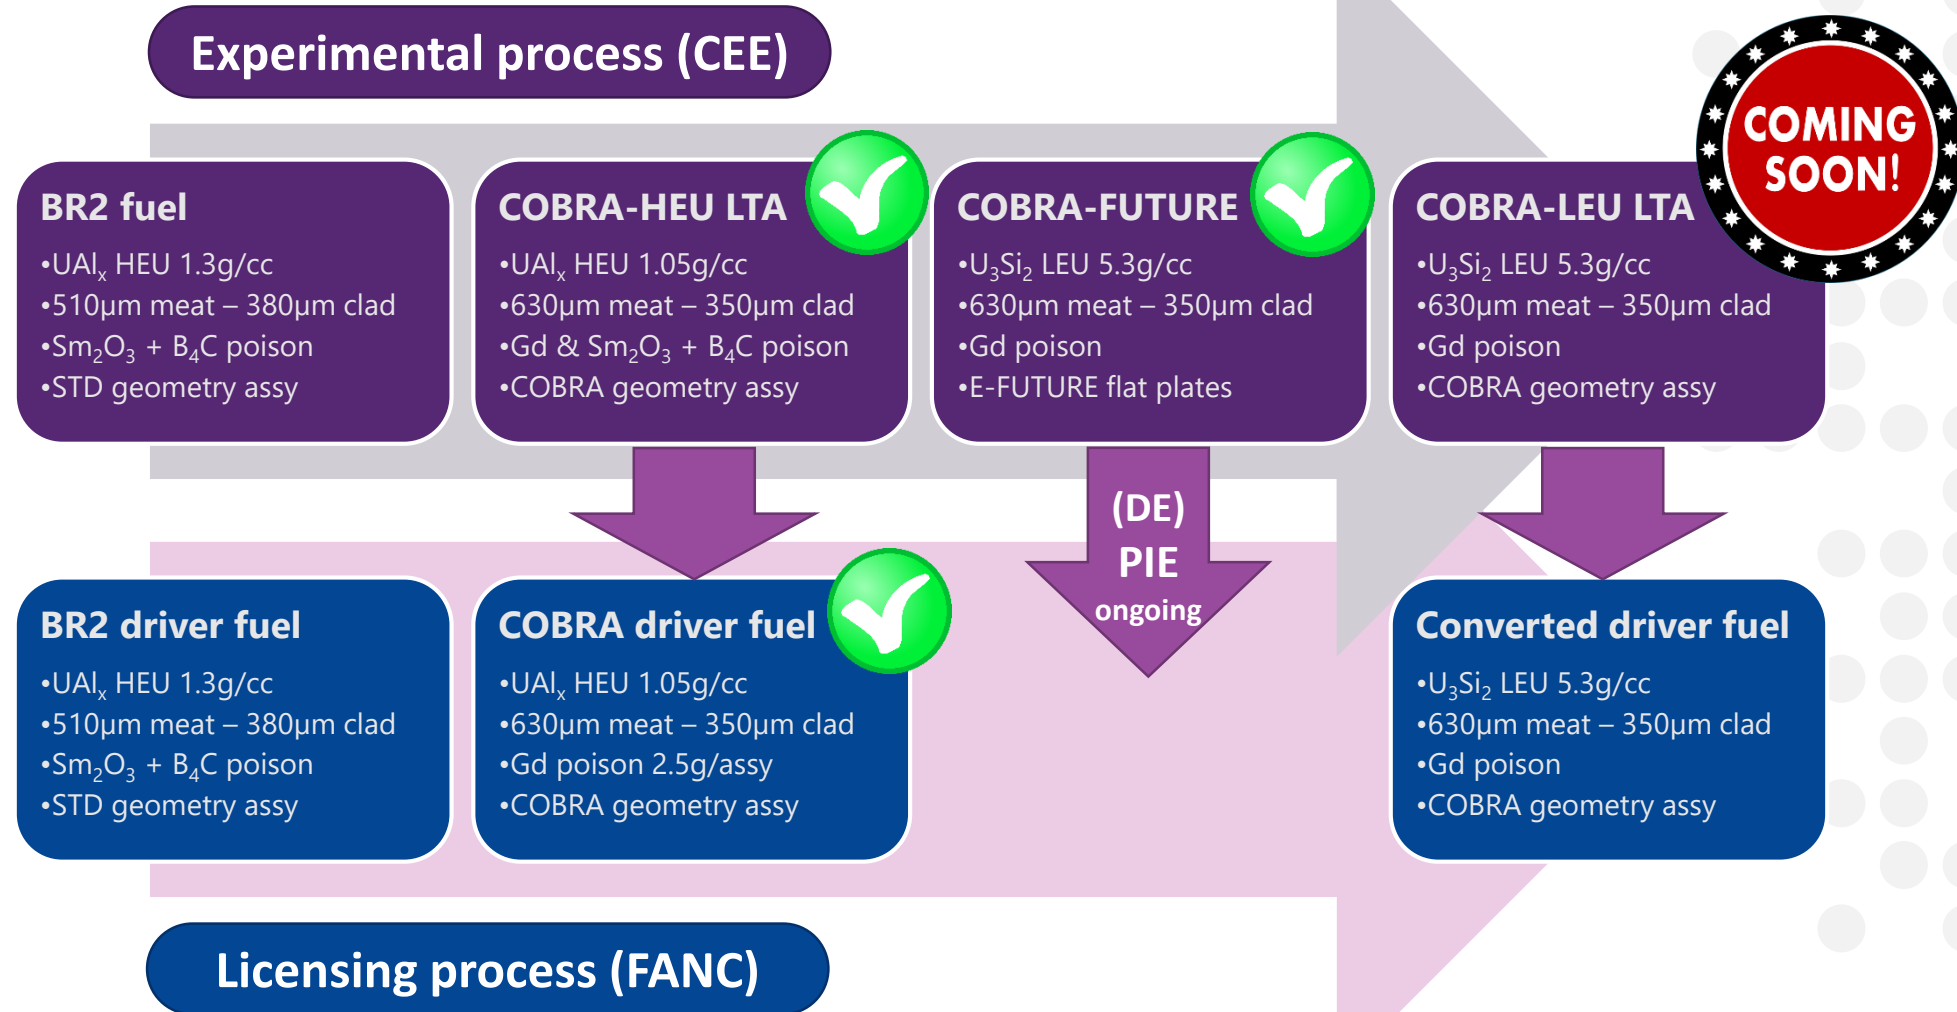 Experimental process (CEE)
COMING
SOON!
BR2 fuel
•UAlₓ HEU 1.3g/cc
•510µm meat – 380µm clad
•Sm₂O₃ + B₄C poison
•STD geometry assy
COBRA-HEU LTA
•UAlₓ HEU 1.05g/cc
•630µm meat – 350µm clad
•Gd & Sm₂O₃ + B₄C poison
•COBRA geometry assy
COBRA-FUTURE
•U₃Si₂ LEU 5.3g/cc
•630µm meat – 350µm clad
•Gd poison
•E-FUTURE flat plates
COBRA-LEU LTA
•U₃Si₂ LEU 5.3g/cc
•630µm meat – 350µm clad
•Gd poison
•COBRA geometry assy
(DE)
PIE
ongoing
BR2 driver fuel
•UAlₓ HEU 1.3g/cc
•510µm meat – 380µm clad
•Sm₂O₃ + B₄C poison
•STD geometry assy
COBRA driver fuel
•UAlₓ HEU 1.05g/cc
•630µm meat – 350µm clad
•Gd poison 2.5g/assy
•COBRA geometry assy
Converted driver fuel
•U₃Si₂ LEU 5.3g/cc
•630µm meat – 350µm clad
•Gd poison
•COBRA geometry assy
Licensing process (FANC)